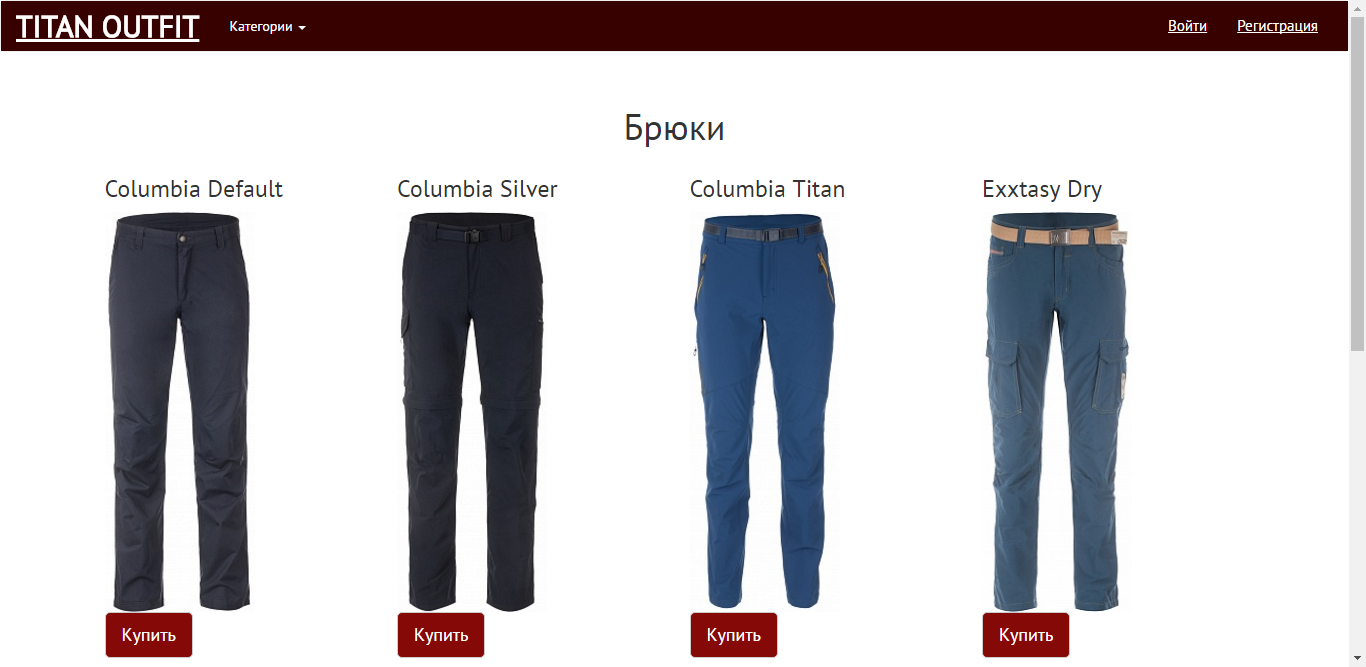 TITAN OUTFIT Категории Войти Регистрация
Брюки
Columbia Default Columbia Silver Columbia Titan Exxtasy Dry
Купить Купить Купить Купить